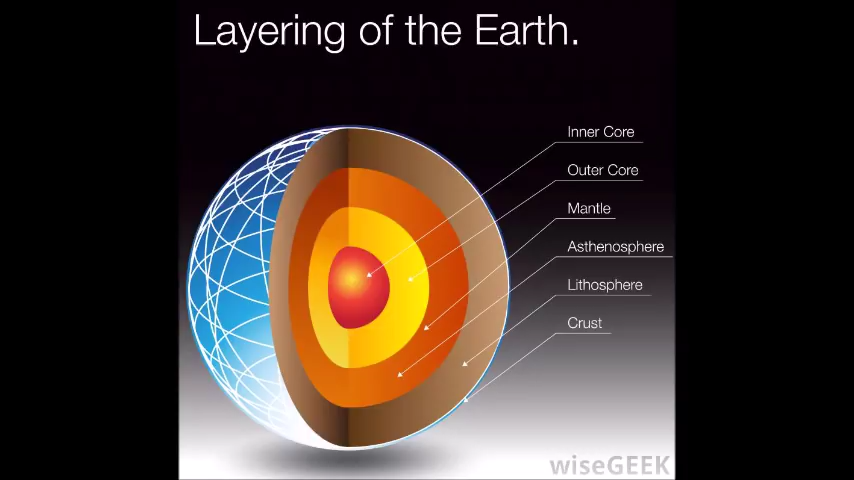 Layering of the Earth.
Inner Core
Outer Core
Mantle
Asthenosphere
Lithosphere
Crust
wiseGEEK